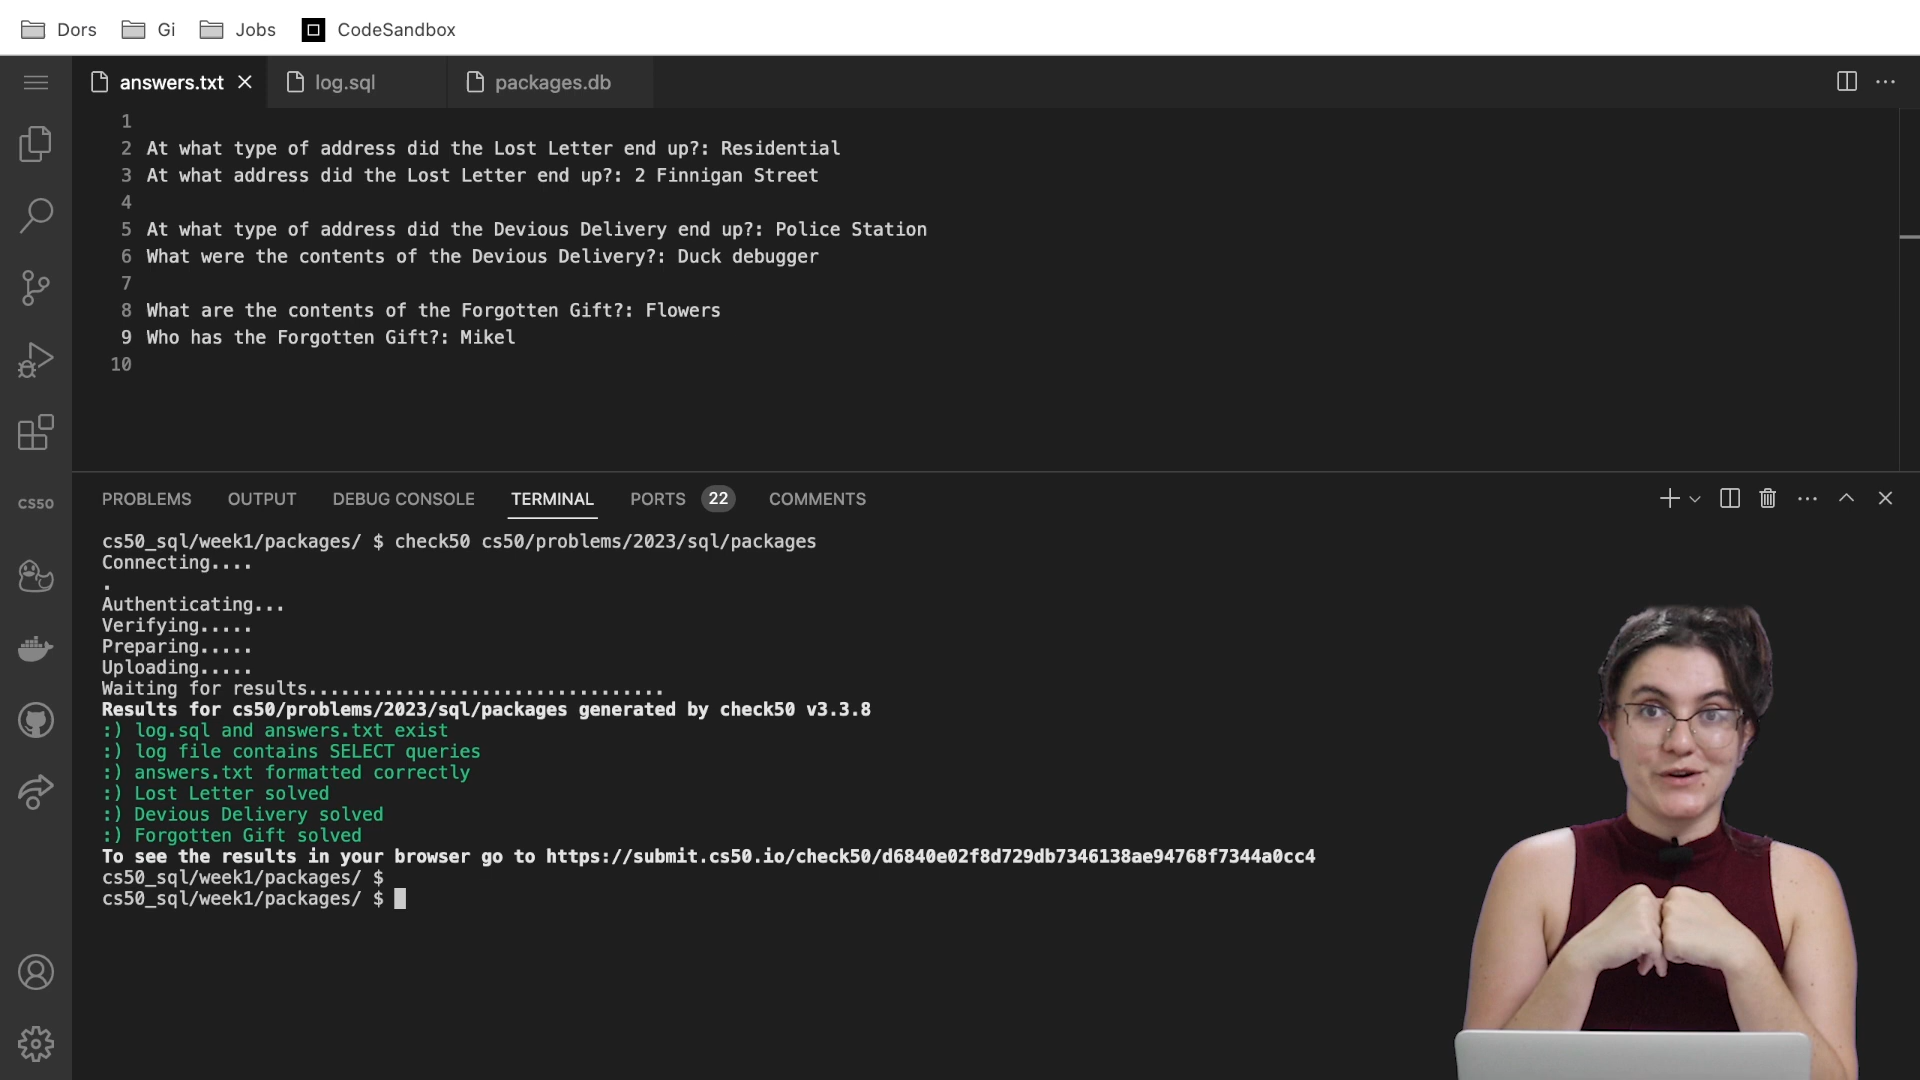 Dors Gi Jobs CodeSandbox
answers.txt log.sql packages.db
1
2 At what type of address did the Lost Letter end up?: Residential
3 At what address did the Lost Letter end up?: 2 Finnigan Street
4
5 At what type of address did the Devious Delivery end up?: Police Station
6 What were the contents of the Devious Delivery?: Duck debugger
7
8 What are the contents of the Forgotten Gift?: Flowers
9 Who has the Forgotten Gift?: Mikel
10
CS50
PROBLEMS OUTPUT DEBUG CONSOLE TERMINAL PORTS 22 COMMENTS
cs50_sql/week1/packages/ $ check50 cs50/problems/2023/sql/packages
Connecting....
.
Authenticating...
Verifying.....
Preparing.....
Uploading.....
Waiting for results.................................
Results for cs50/problems/2023/sql/packages generated by check50 v3.3.8
:) log.sql and answers.txt exist
:) log file contains SELECT queries
:) answers.txt formatted correctly
:) Lost Letter solved
:) Devious Delivery solved
:) Forgotten Gift solved
To see the results in your browser go to https://submit.cs50.io/check50/d6840e02f8d729db7346138ae94768f7344a0cc4
cs50_sql/week1/packages/ $
cs50_sql/week1/packages/ $